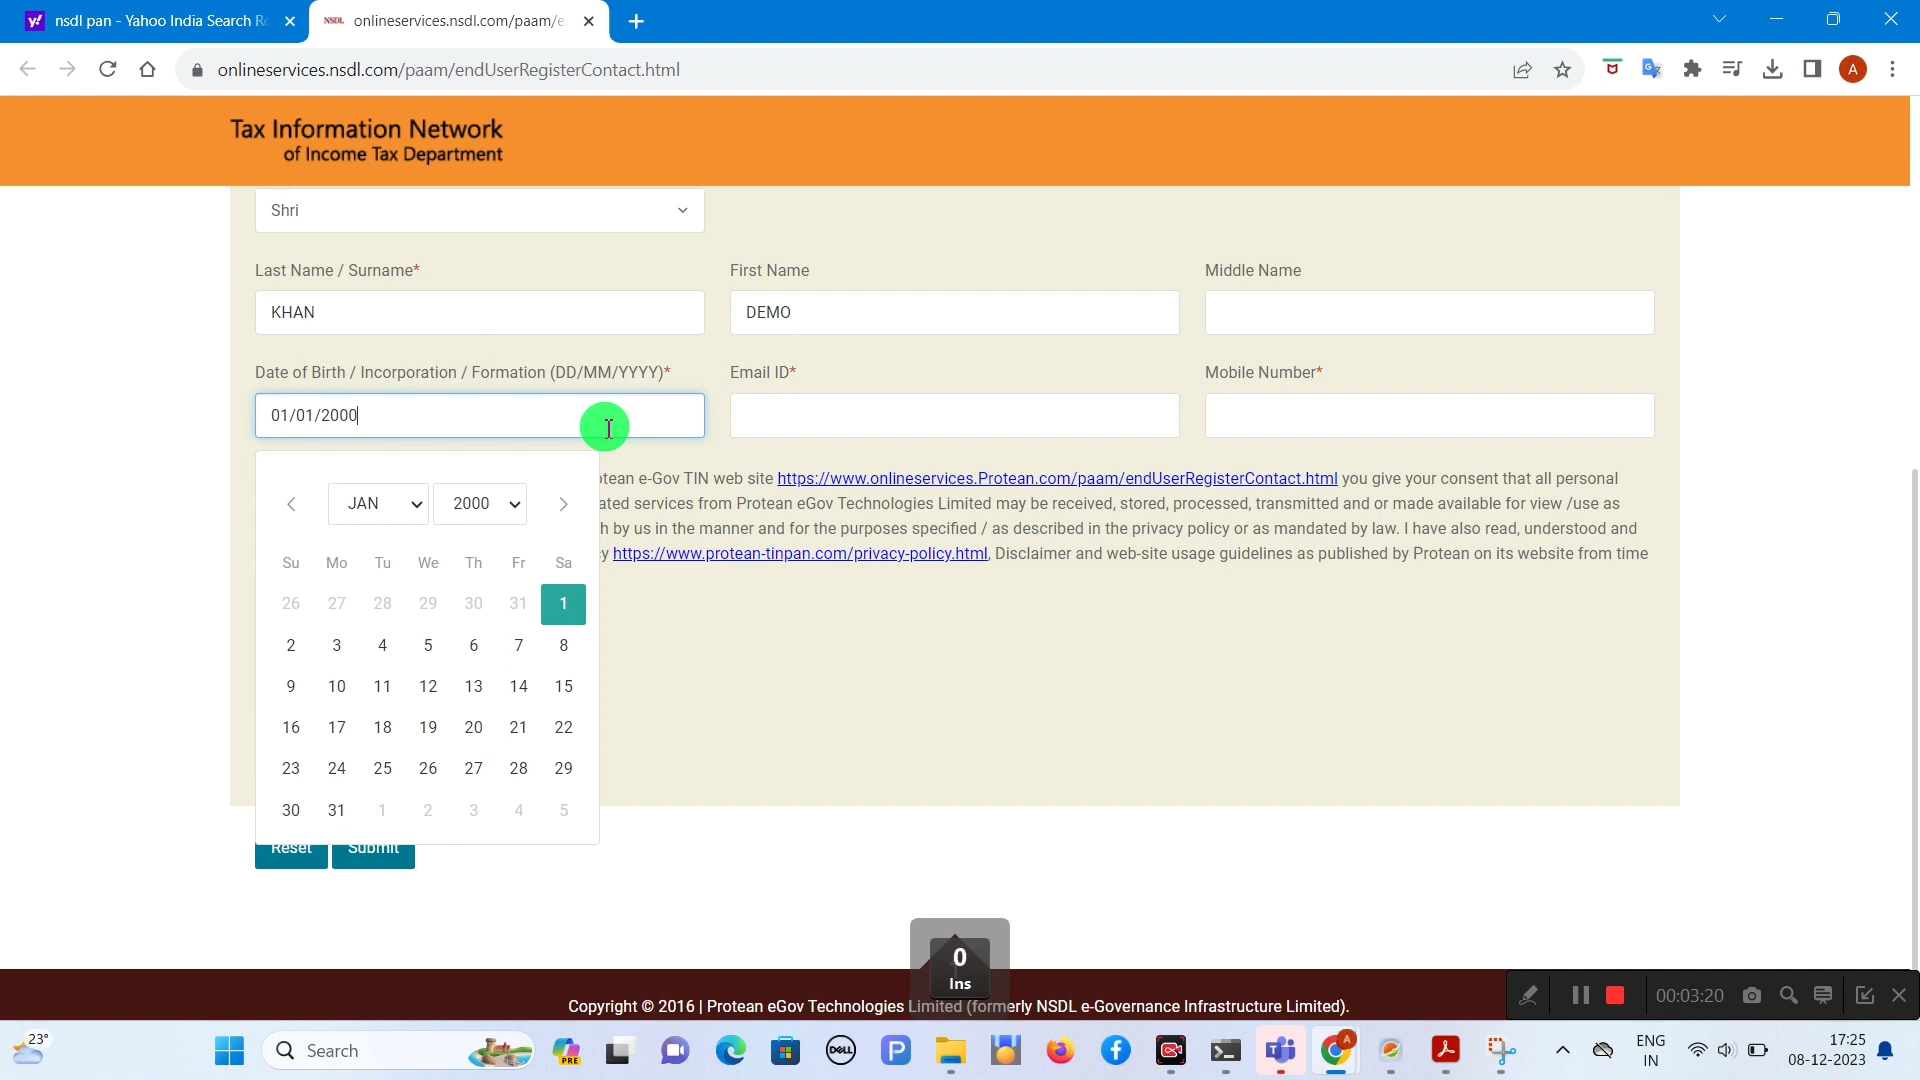 nsdl pan - Yahoo India Search Re
NSDL onlineservices.nsdl.com/paam/e
onlineservices.nsdl.com/paam/endUserRegisterContact.html
A
Tax Information Network
of Income Tax Department
Shri
Last Name / Surname*
First Name
Middle Name
KHAN
DEMO
Date of Birth / Incorporation / Formation (DD/MM/YYYY)*
Email ID*
Mobile Number*
01/01/2000
tean e-Gov TIN web site https://www.onlineservices.Protean.com/paam/endUserRegisterContact.html you give your consent that all personal
ated services from Protean eGov Technologies Limited may be received, stored, processed, transmitted and or made available for view /use as
h by us in the manner and for the purposes specified / as described in the privacy policy or as mandated by law. I have also read, understood and
y https://www.protean-tinpan.com/privacy-policy.html, Disclaimer and web-site usage guidelines as published by Protean on its website from time
JAN 2000
Su Mo Tu We Th Fr Sa
26 27 28 29 30 31 1
2 3 4 5 6 7 8
9 10 11 12 13 14 15
16 17 18 19 20 21 22
23 24 25 26 27 28 29
30 31 1 2 3 4 5
Reset Submit
0
Ins
Copyright © 2016 | Protean eGov Technologies Limited (formerly NSDL e-Governance Infrastructure Limited).
00:03:20
23°
Search
PRE
DELL
P
A
ENG
IN
17:25
08-12-2023